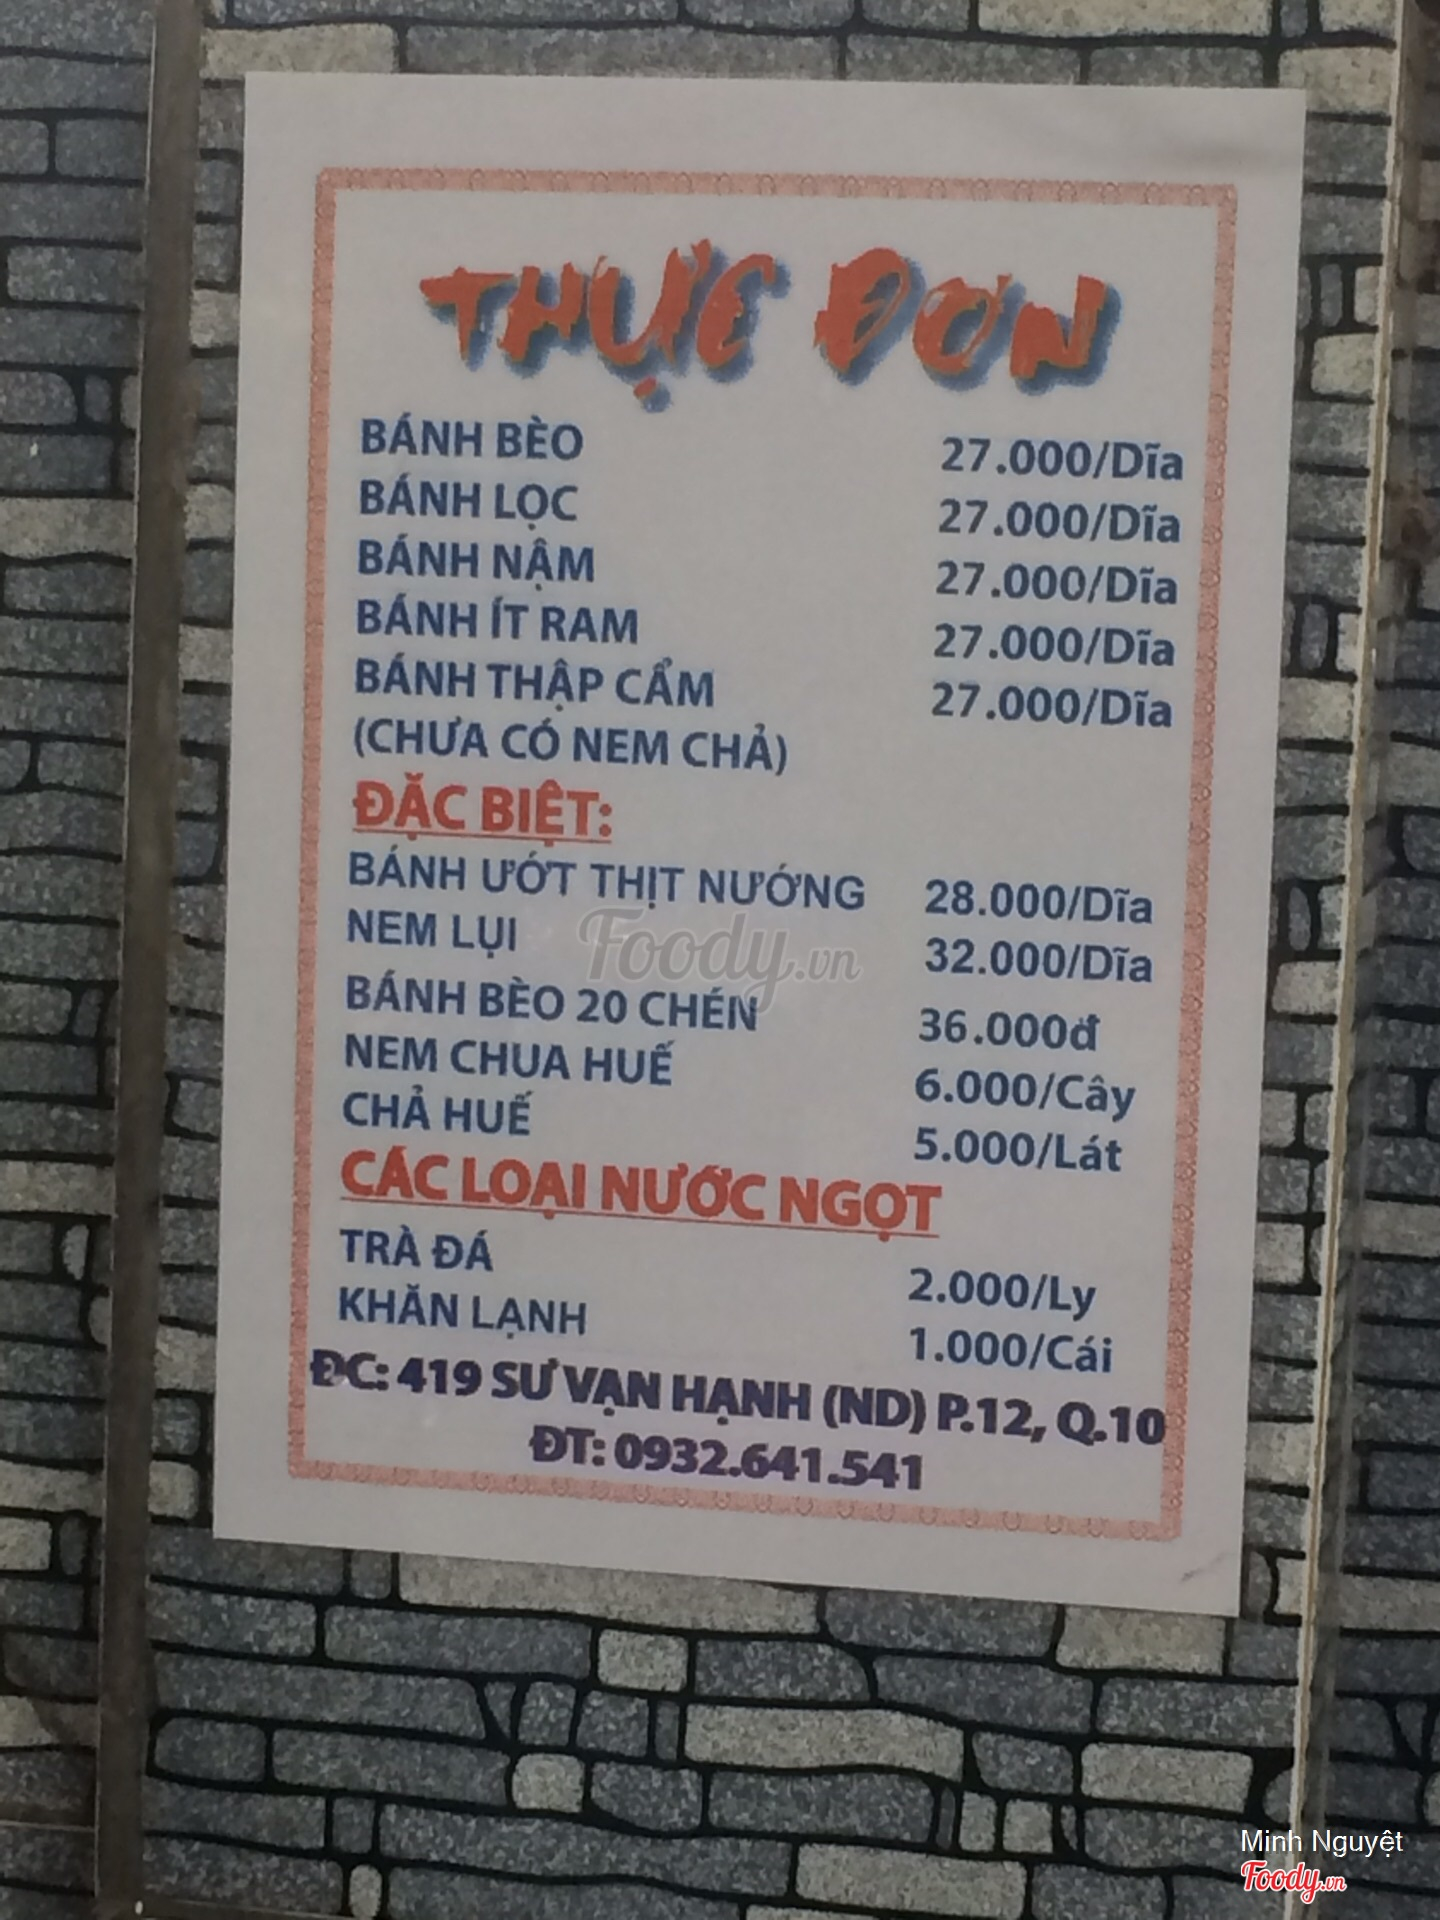 THỰC ĐƠN
BÁNH BÈO 27.000/Dĩa
BÁNH LỌC 27.000/Dĩa
BÁNH NẬM 27.000/Dĩa
BÁNH ÍT RAM 27.000/Dĩa
BÁNH THẬP CẨM 27.000/Dĩa
(CHƯA CÓ NEM CHẢ)
ĐẶC BIỆT:
BÁNH ƯỚT THỊT NƯỚNG 28.000/Dĩa
NEM LỤI 32.000/Dĩa
Foody.vn
BÁNH BÈO 20 CHÉN 36.000đ
NEM CHUA HUẾ 6.000/Cây
CHẢ HUẾ 5.000/Lát
CÁC LOẠI NƯỚC NGỌT
TRÀ ĐÁ 2.000/Ly
KHĂN LẠNH 1.000/Cái
ĐC: 419 SƯ VẠN HẠNH (ND) P.12, Q.10
ĐT: 0932.641.541
Minh Nguyệt
Foody.vn